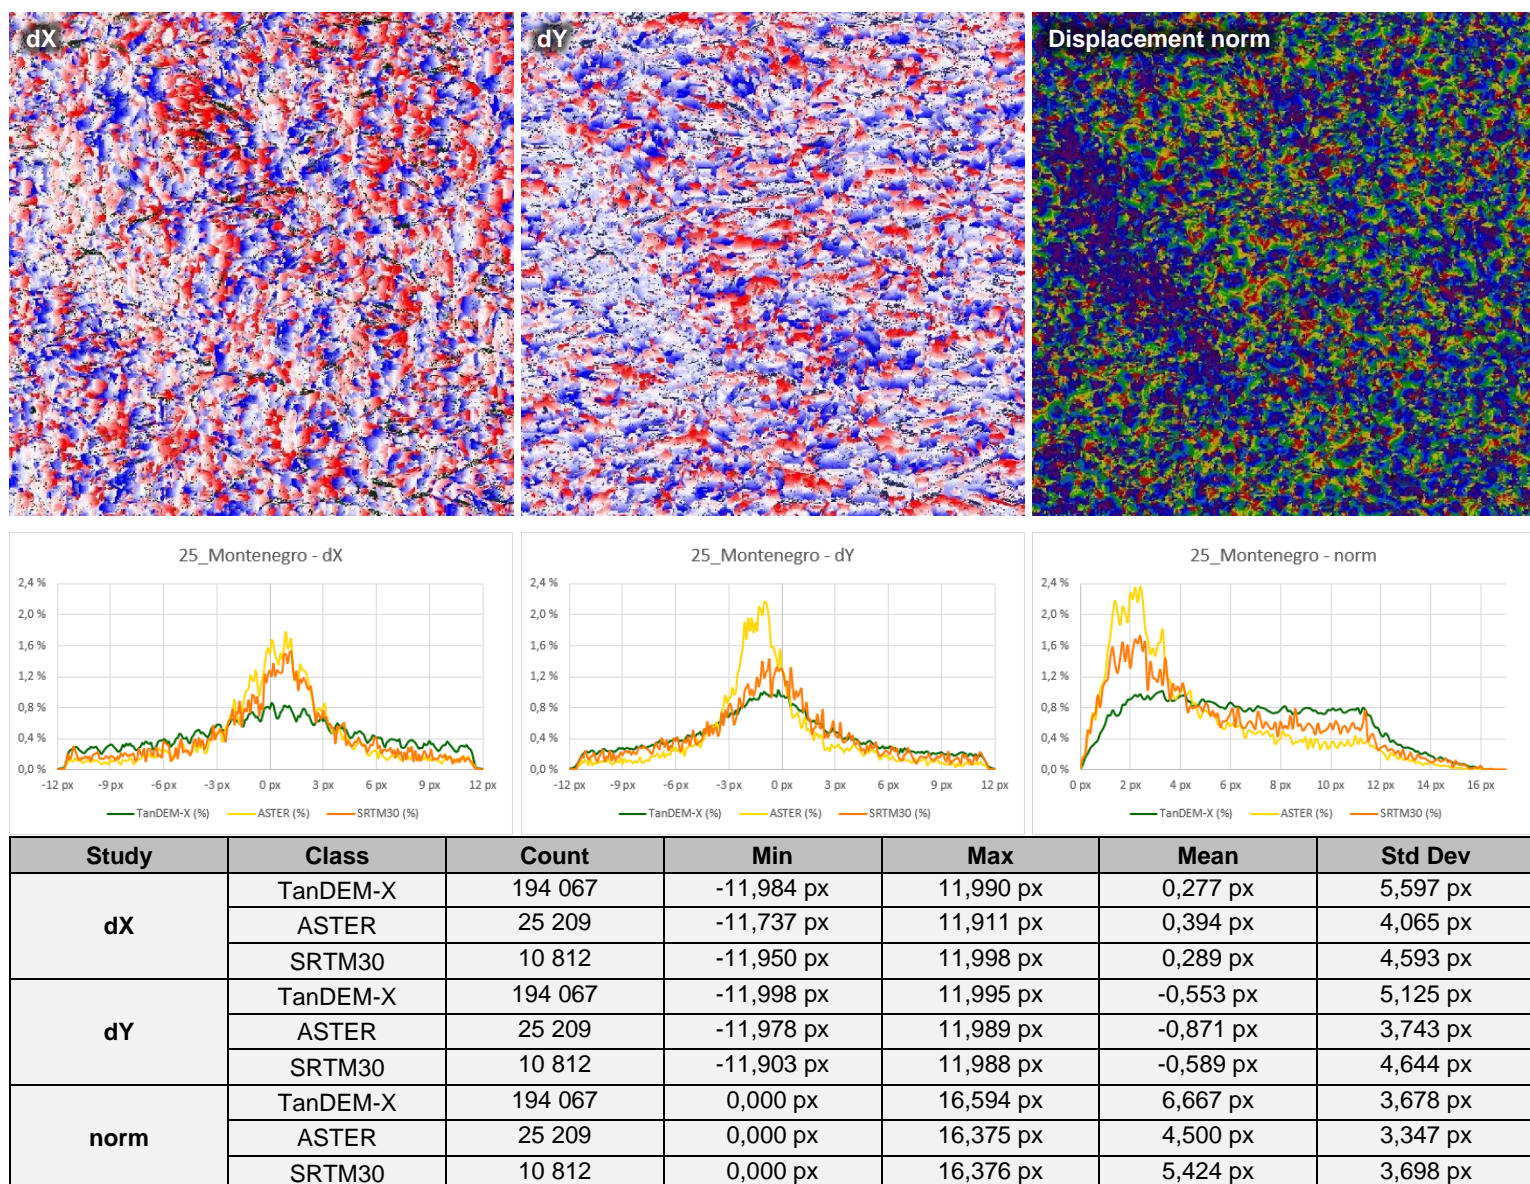 dX dY Displacement norm
25_Montenegro - dX 25_Montenegro - dY 25_Montenegro - norm
2,4 % 2,4 % 2,4 %
2,0 % 2,0 % 2,0 %
1,6 % 1,6 % 1,6 %
1,2 % 1,2 % 1,2 %
0,8 % 0,8 % 0,8 %
0,4 % 0,4 % 0,4 %
0,0 % 0,0 % 0,0 %
-12 px -9 px -6 px -3 px 0 px 3 px 6 px 9 px 12 px -12 px -9 px -6 px -3 px 0 px 3 px 6 px 9 px 12 px 0 px 2 px 4 px 6 px 8 px 10 px 12 px 14 px 16 px
TanDEM-X (%) ASTER (%) SRTM30 (%) TanDEM-X (%) ASTER (%) SRTM30 (%) TanDEM-X (%) ASTER (%) SRTM30 (%)
Study Class Count Min Max Mean Std Dev
dX TanDEM-X 194 067 -11,984 px 11,990 px 0,277 px 5,597 px
ASTER 25 209 -11,737 px 11,911 px 0,394 px 4,065 px
SRTM30 10 812 -11,950 px 11,998 px 0,289 px 4,593 px
dY TanDEM-X 194 067 -11,998 px 11,995 px -0,553 px 5,125 px
ASTER 25 209 -11,978 px 11,989 px -0,871 px 3,743 px
SRTM30 10 812 -11,903 px 11,988 px -0,589 px 4,644 px
norm TanDEM-X 194 067 0,000 px 16,594 px 6,667 px 3,678 px
ASTER 25 209 0,000 px 16,375 px 4,500 px 3,347 px
SRTM30 10 812 0,000 px 16,376 px 5,424 px 3,698 px